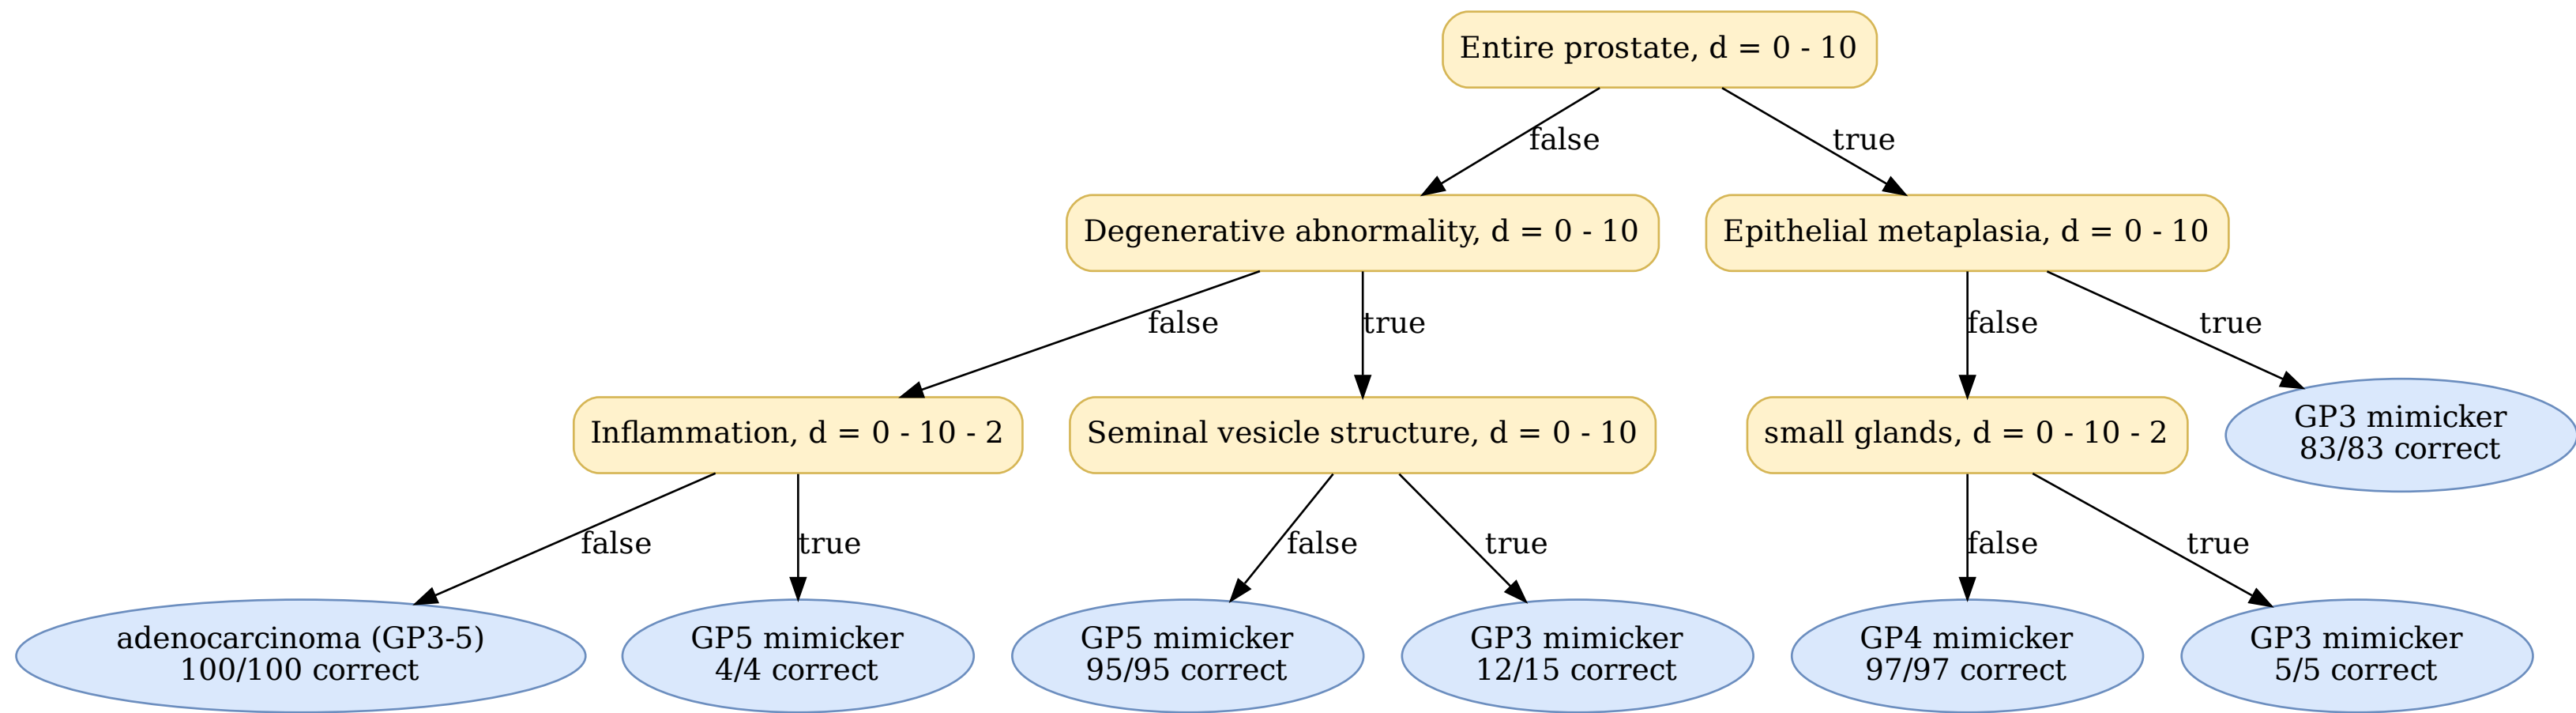 Entire prostate, d = 0 - 10
false
true
Degenerative abnormality, d = 0 - 10
Epithelial metaplasia, d = 0 - 10
false
true
false
true
Inflammation, d = 0 - 10 - 2
Seminal vesicle structure, d = 0 - 10
small glands, d = 0 - 10 - 2
GP3 mimicker
83/83 correct
false
true
false
true
false
true
adenocarcinoma (GP3-5)
100/100 correct
GP5 mimicker
4/4 correct
GP5 mimicker
95/95 correct
GP3 mimicker
12/15 correct
GP4 mimicker
97/97 correct
GP3 mimicker
5/5 correct